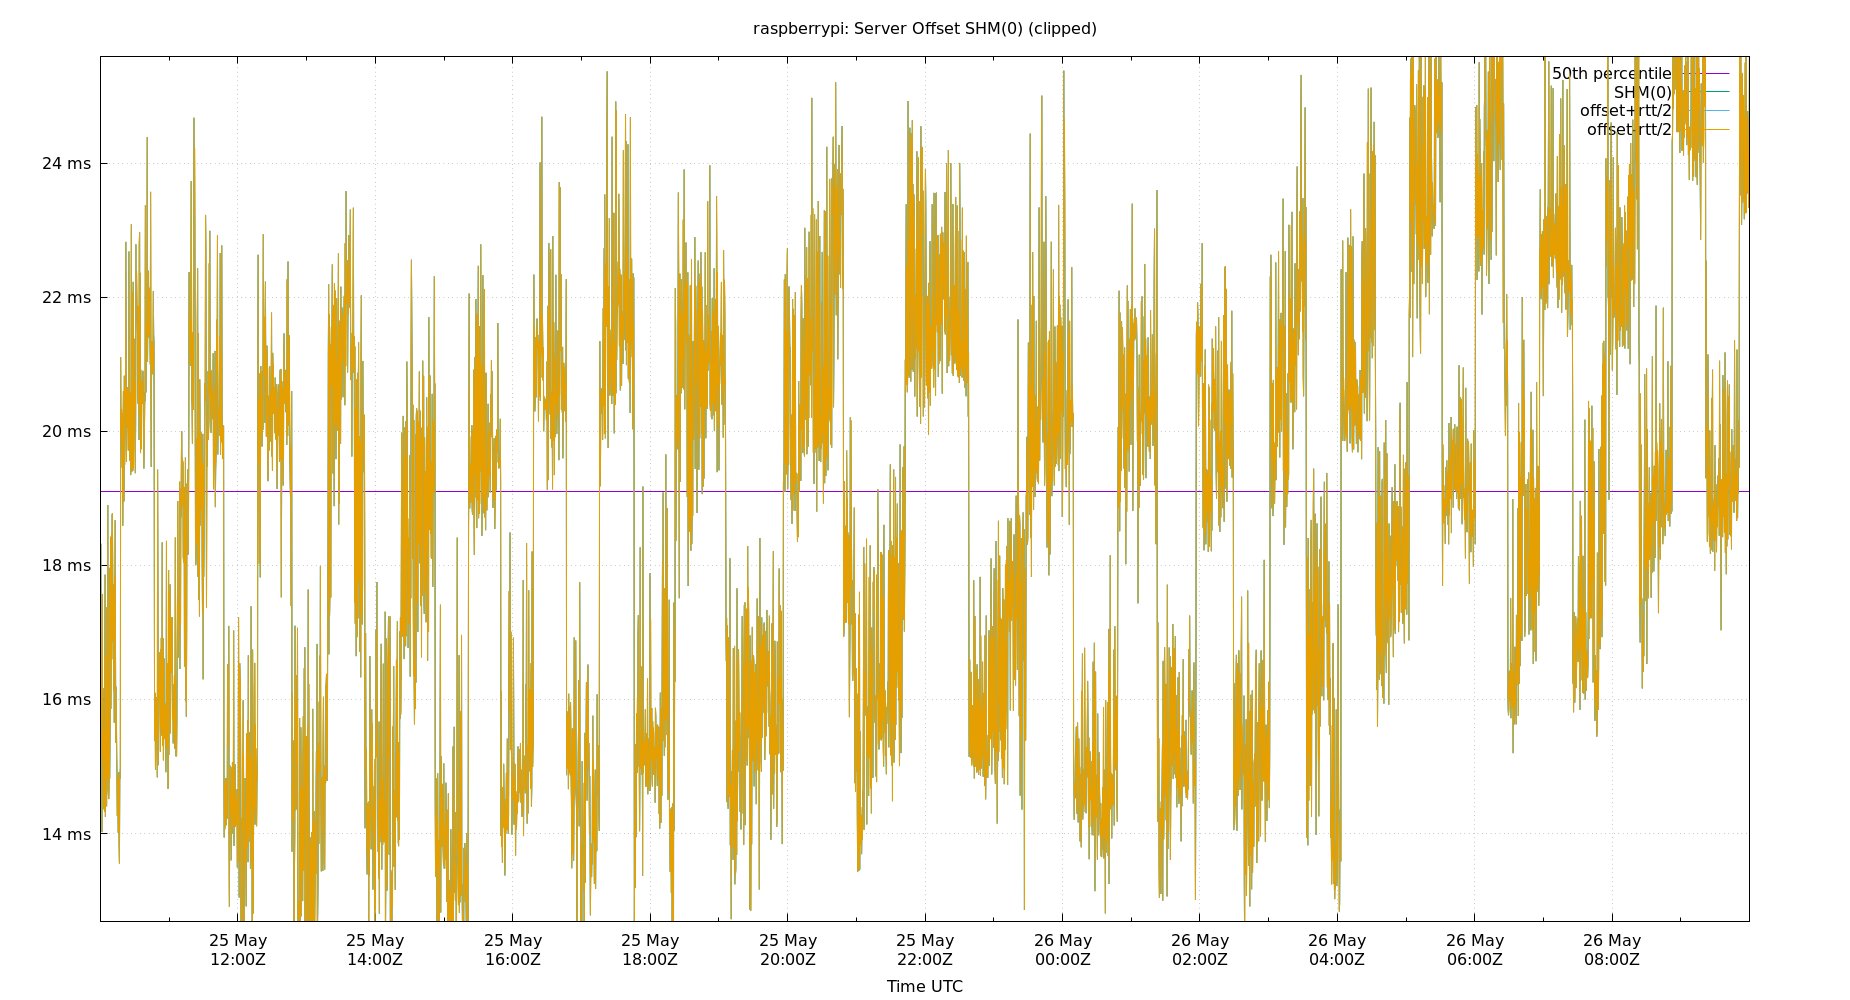 raspberrypi: Server Offset SHM(0) (clipped)
50th percentile
SHM(0)
offset+rtt/2
offset-rtt/2
24 ms
22 ms
20 ms
18 ms
16 ms
14 ms
25 May 12:00Z
25 May 14:00Z
25 May 16:00Z
25 May 18:00Z
25 May 20:00Z
25 May 22:00Z
26 May 00:00Z
26 May 02:00Z
26 May 04:00Z
26 May 06:00Z
26 May 08:00Z
Time UTC